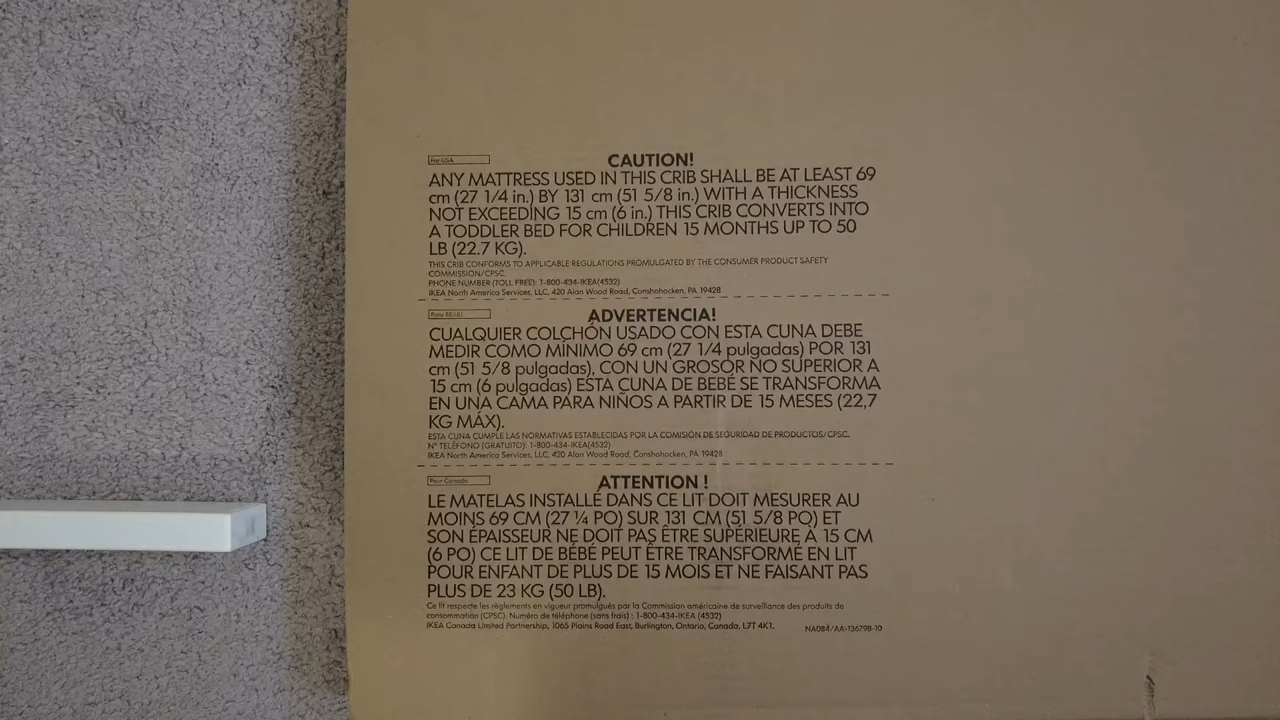 For USA
CAUTION!
ANY MATTRESS USED IN THIS CRIB SHALL BE AT LEAST 69
cm (27 1/4 in.) BY 131 cm (51 5/8 in.) WITH A THICKNESS
NOT EXCEEDING 15 cm (6 in.) THIS CRIB CONVERTS INTO
A TODDLER BED FOR CHILDREN 15 MONTHS UP TO 50
LB (22.7 KG).
THIS CRIB CONFORMS TO APPLICABLE REGULATIONS PROMULGATED BY THE CONSUMER PRODUCT SAFETY
COMMISSION/CPSC.
PHONE NUMBER (TOLL FREE): 1-800-434-IKEA(4532)
IKEA North America Services, LLC, 420 Alan Wood Road, Conshohocken, PA 19428
Para EE.UU.
ADVERTENCIA!
CUALQUIER COLCHÓN USADO CON ESTA CUNA DEBE
MEDIR COMO MÍNIMO 69 cm (27 1/4 pulgadas) POR 131
cm (51 5/8 pulgadas), CON UN GROSOR NO SUPERIOR A
15 cm (6 pulgadas) ESTA CUNA DE BEBÉ SE TRANSFORMA
EN UNA CAMA PARA NIÑOS A PARTIR DE 15 MESES (22,7
KG MÁX).
ESTA CUNA CUMPLE LAS NORMATIVAS ESTABLECIDAS POR LA COMISIÓN DE SEGURIDAD DE PRODUCTOS/CPSC.
Nº TELÉFONO (GRATUITO): 1-800-434-IKEA(4532)
IKEA North America Services, LLC, 420 Alan Wood Road, Conshohocken, PA 19428
Pour Canada
ATTENTION !
LE MATELAS INSTALLÉ DANS CE LIT DOIT MESURER AU
MOINS 69 CM (27 ¼ PO) SUR 131 CM (51 5/8 PO) ET
SON ÉPAISSEUR NE DOIT PAS ÊTRE SUPÉRIEURE À 15 CM
(6 PO) CE LIT DE BÉBÉ PEUT ÊTRE TRANSFORMÉ EN LIT
POUR ENFANT DE PLUS DE 15 MOIS ET NE FAISANT PAS
PLUS DE 23 KG (50 LB).
Ce lit respecte les règlements en vigueur promulgués par la Commission américaine de surveillance des produits de
consommation (CPSC). Numéro de téléphone (sans frais) : 1-800-434-IKEA (4532)
IKEA Canada Limited Partnership, 1065 Plains Road East, Burlington, Ontario, Canada, L7T 4K1.
NA084/AA-136798-10